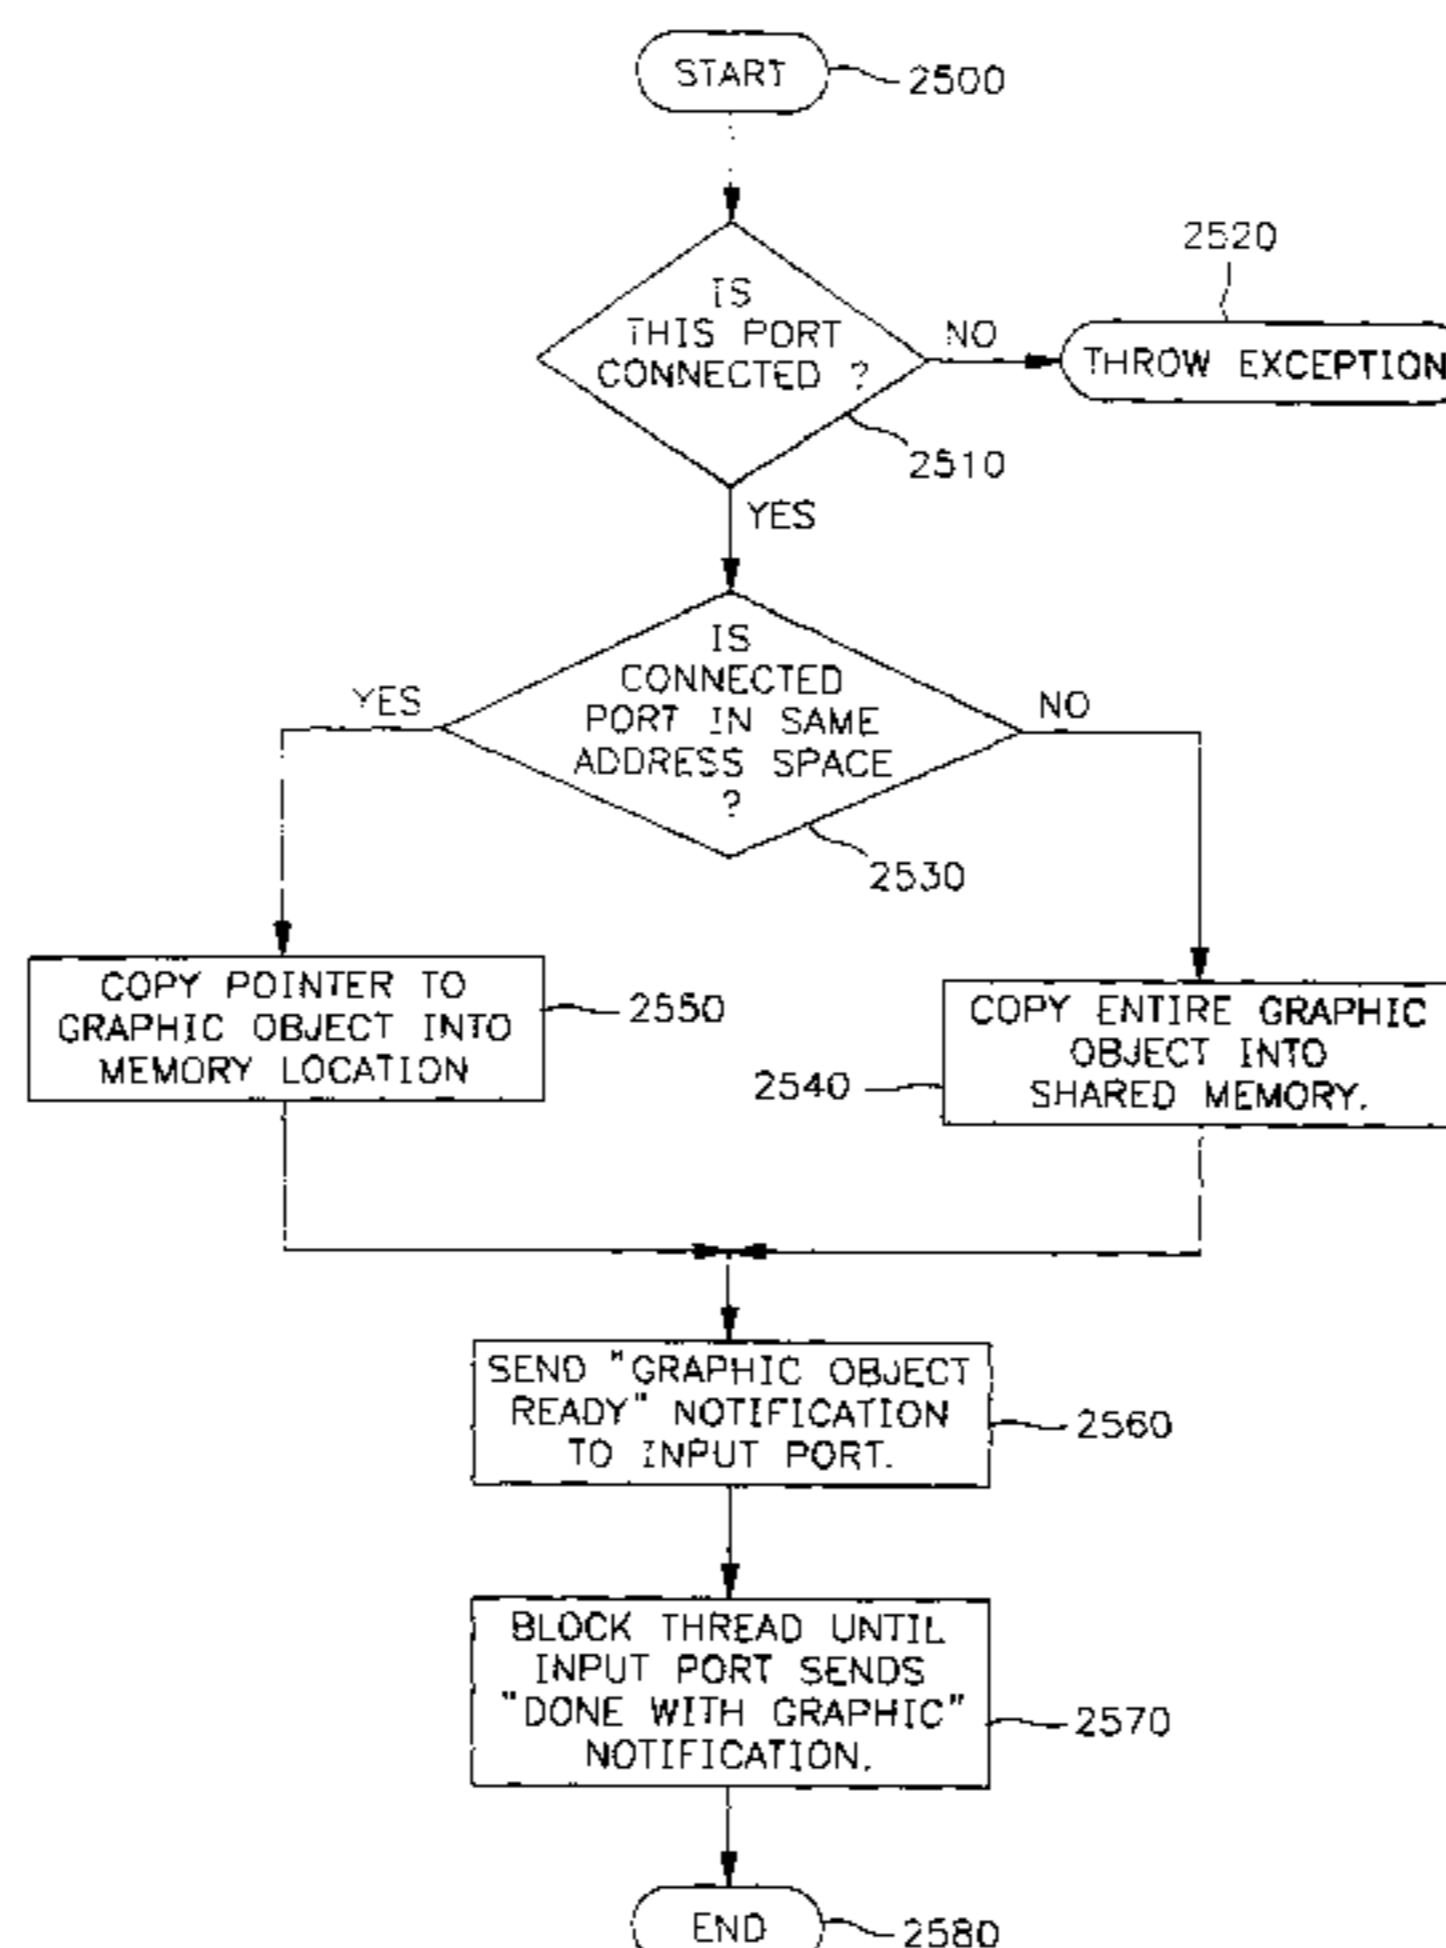 START
2500
2520
IS
THIS PORT
CONNECTED ?
NO
THROW EXCEPTION
2510
YES
IS
CONNECTED
PORT IN SAME
ADDRESS SPACE
?
YES
NO
2530
COPY POINTER TO
GRAPHIC OBJECT INTO
MEMORY LOCATION
2550
COPY ENTIRE GRAPHIC
OBJECT INTO
SHARED MEMORY.
2540
SEND "GRAPHIC OBJECT
READY" NOTIFICATION
TO INPUT PORT.
2560
BLOCK THREAD UNTIL
INPUT PORT SENDS
"DONE WITH GRAPHIC"
NOTIFICATION.
2570
END
2580